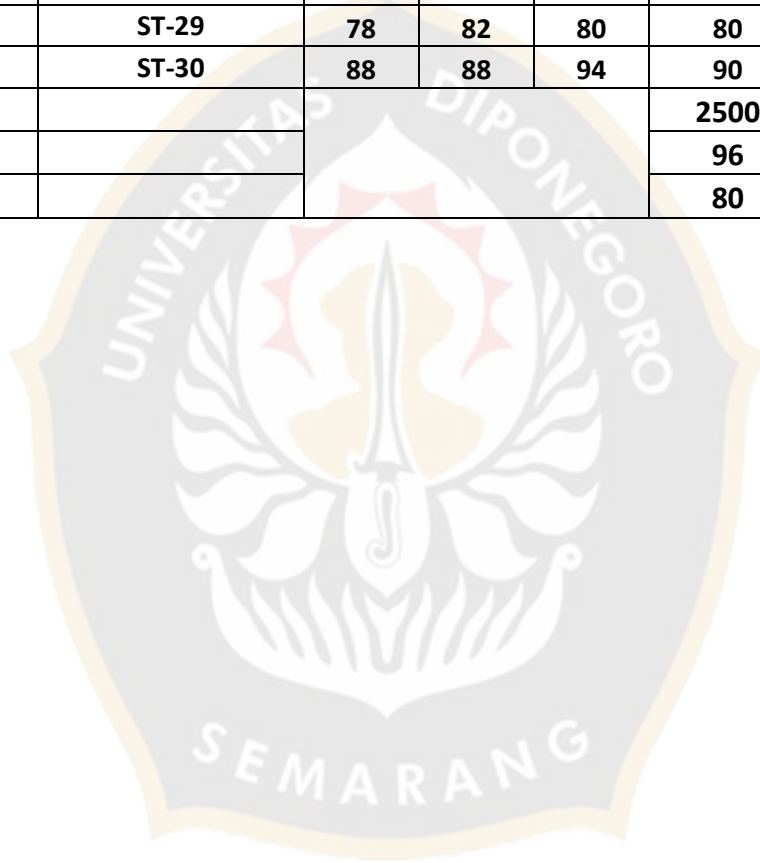 ST-29 78 82 80 80
ST-30 88 88 94 90
2500
96
80
UNIVERSITAS DIPONEGORO
SEMARANG